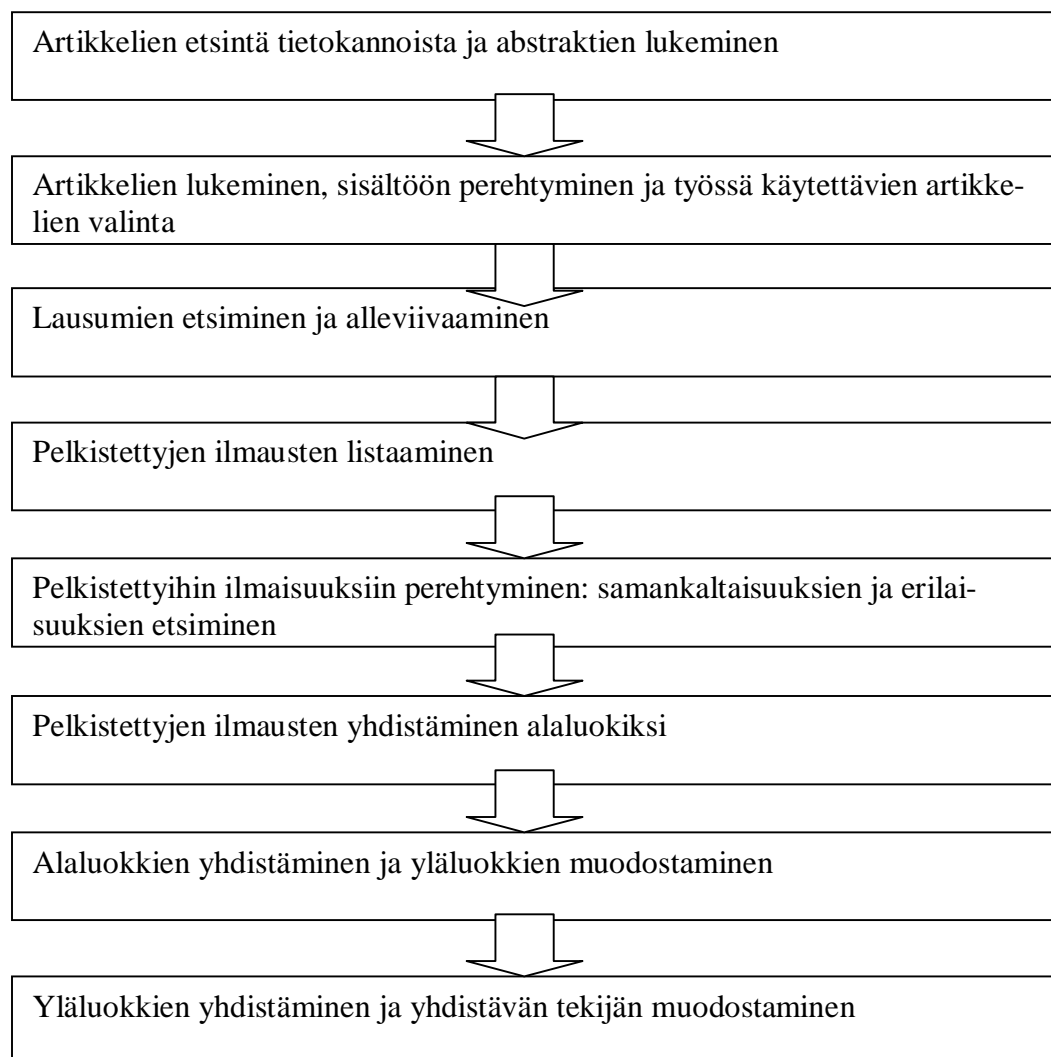 Artikkelien etsintä tietokannoista ja abstraktien lukeminen
Artikkelien lukeminen, sisältöön perehtyminen ja työssä käytettävien artikke-
lien valinta
Lausumien etsiminen ja alleviivaaminen
Pelkistettyjen ilmausten listaaminen
Pelkistettyihin ilmaisuuksiin perehtyminen: samankaltaisuuksien ja erilai-
suuksien etsiminen
Pelkistettyjen ilmausten yhdistäminen alaluokiksi
Alaluokkien yhdistäminen ja yläluokkien muodostaminen
Yläluokkien yhdistäminen ja yhdistävän tekijän muodostaminen